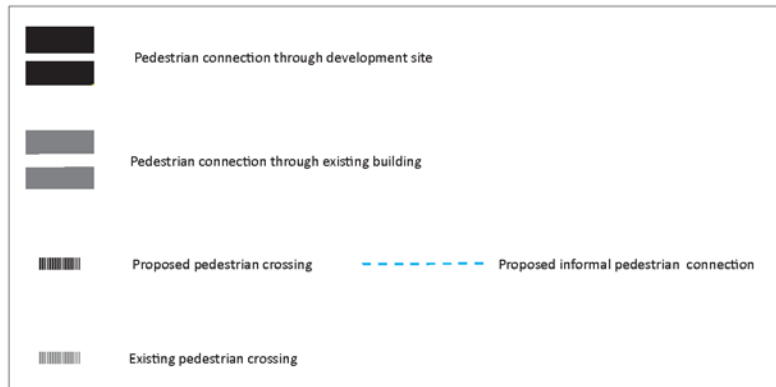 Pedestrian connection through development site
Pedestrian connection through existing building
Proposed pedestrian crossing
Proposed informal pedestrian connection
Existing pedestrian crossing